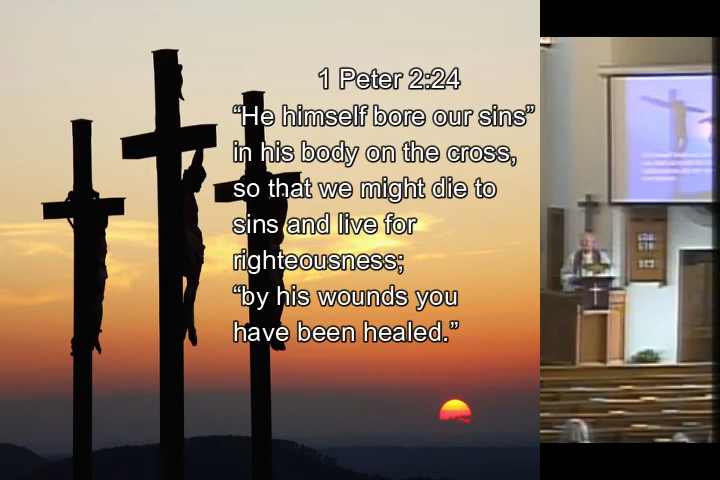 1 Peter 2:24
“He himself bore our sins”
in his body on the cross,
so that we might die to
sins and live for
righteousness;
“by his wounds you
have been healed.”